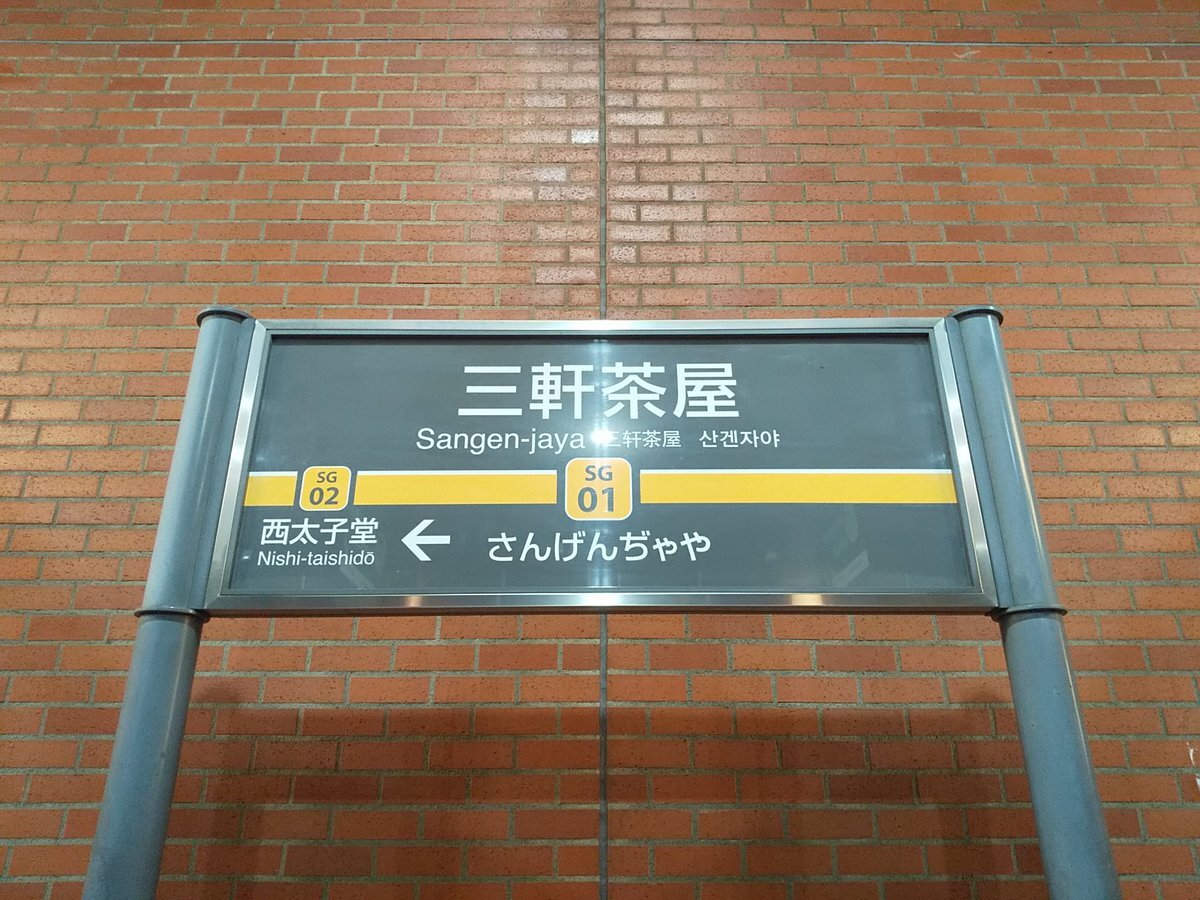 三軒茶屋
Sangen-jaya 三轩茶屋 산겐자야
SG
02
SG
01
西太子堂
Nishi-taishidō
←
さんげんぢゃや